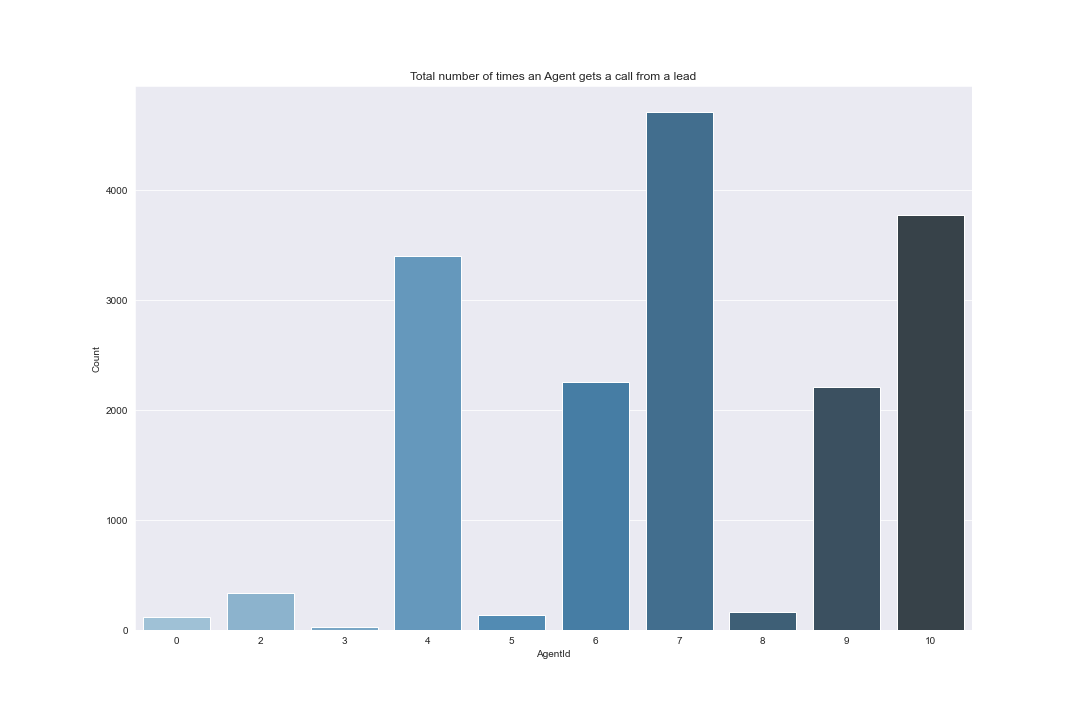 Total number of times an Agent gets a call from a lead
4000
3000
2000
1000
0
Count
0 2 3 4 5 6 7 8 9 10
AgentId